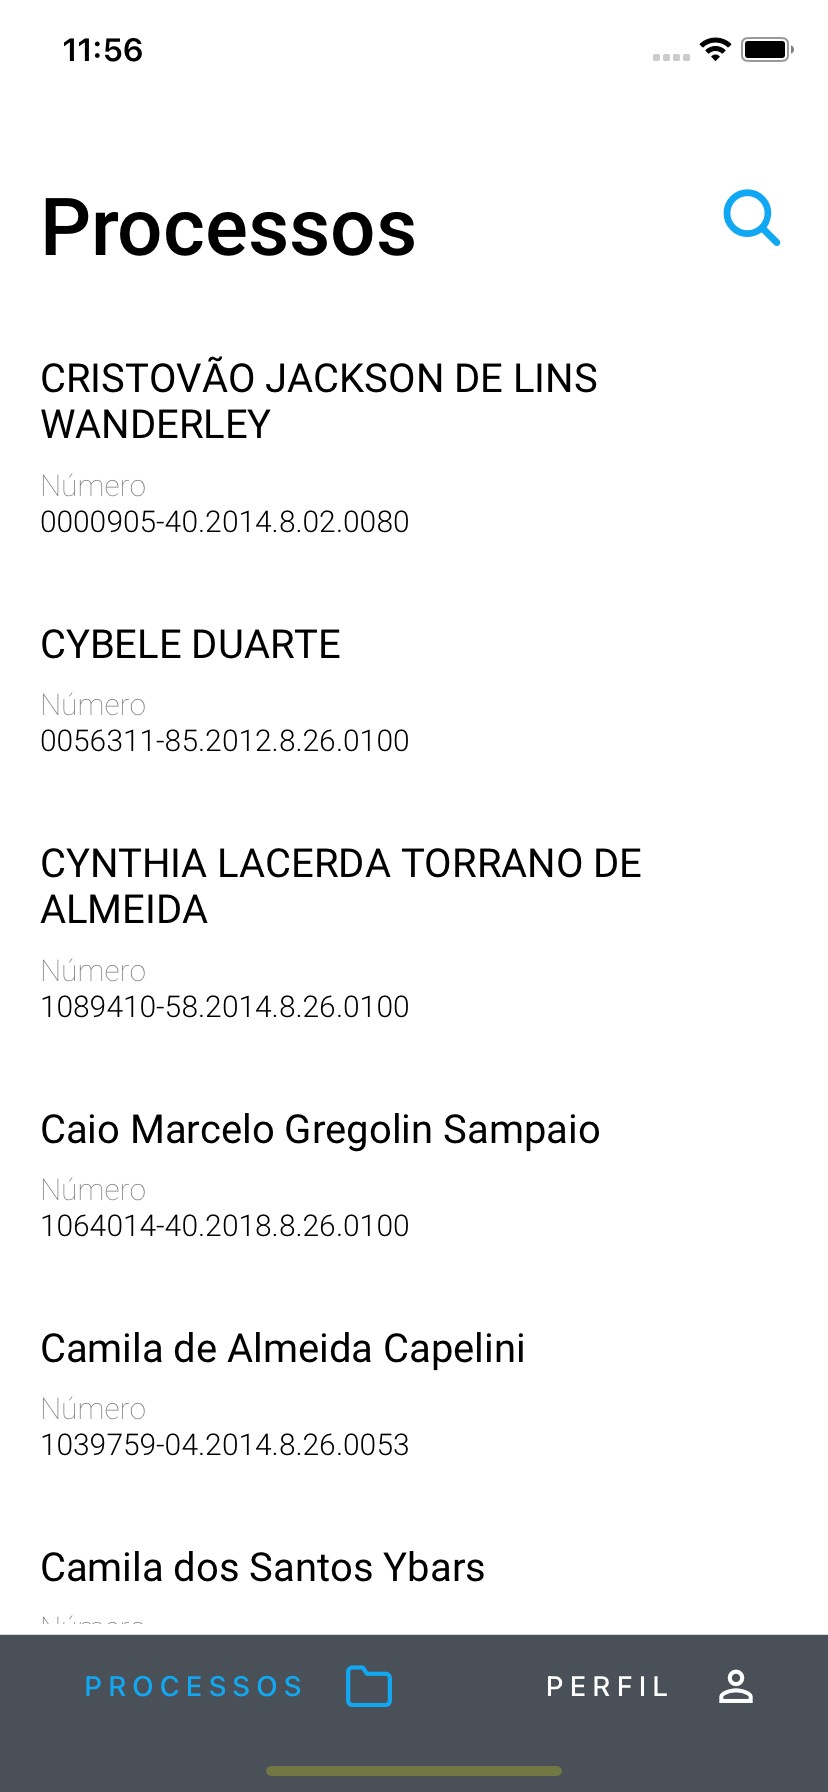 11:56
Processos
CRISTOVÃO JACKSON DE LINS
WANDERLEY
Número
0000905-40.2014.8.02.0080
CYBELE DUARTE
Número
0056311-85.2012.8.26.0100
CYNTHIA LACERDA TORRANO DE
ALMEIDA
Número
1089410-58.2014.8.26.0100
Caio Marcelo Gregolin Sampaio
Número
1064014-40.2018.8.26.0100
Camila de Almeida Capelini
Número
1039759-04.2014.8.26.0053
Camila dos Santos Ybars
Número
PROCESSOS
PERFIL